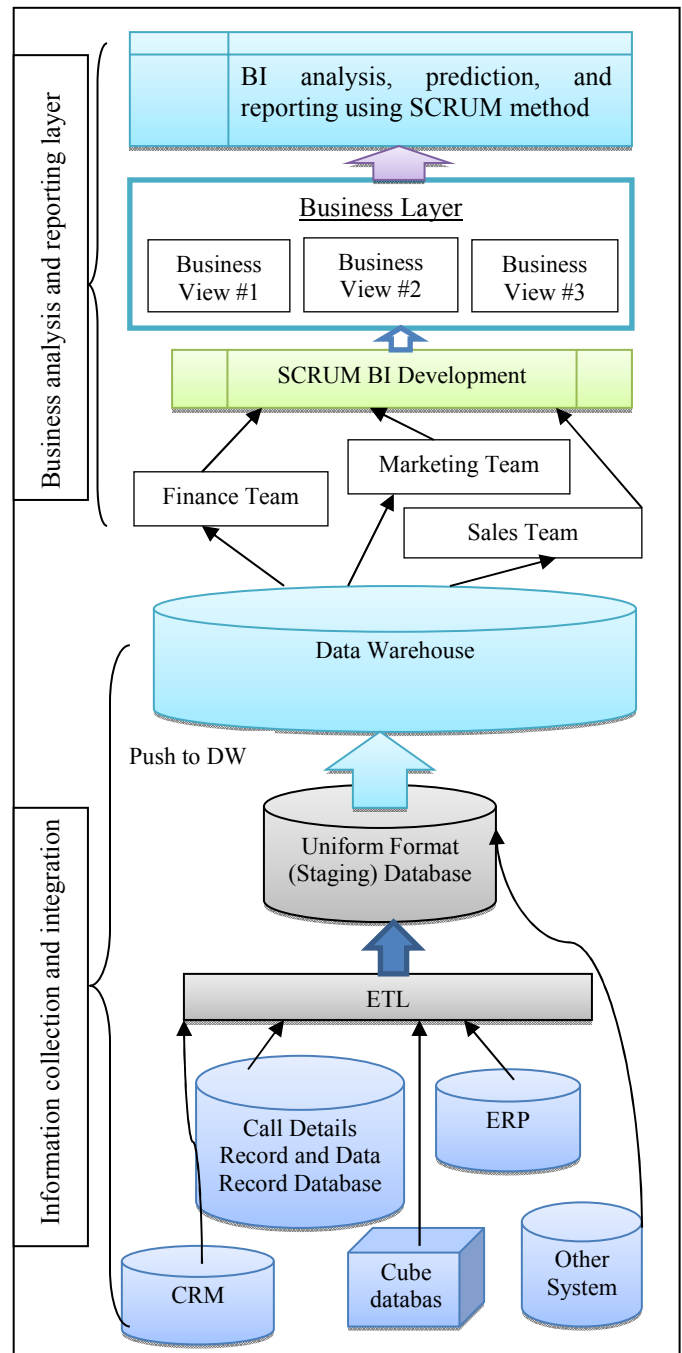 Business analysis and reporting layer
BI analysis, prediction, and
reporting using SCRUM method
Business Layer
Business
View #1
Business
View #2
Business
View #3
SCRUM BI Development
Marketing Team
Finance Team
Sales Team
Data Warehouse
Information collection and integration
Push to DW
Uniform Format
(Staging) Database
ETL
Call Details
Record and Data
Record Database
ERP
CRM
Cube
databas
Other
System